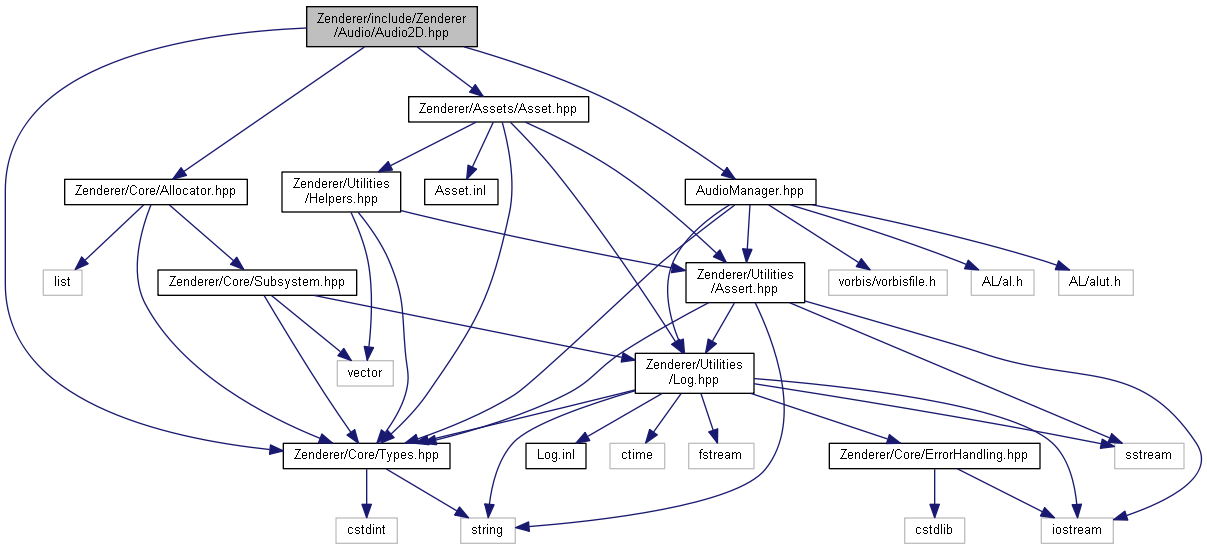 Zenderer/include/Zenderer
/Audio/Audio2D.hpp
Zenderer/Assets/Asset.hpp
Zenderer/Core/Allocator.hpp
Zenderer/Utilities
/Helpers.hpp
Asset.inl
AudioManager.hpp
list
Zenderer/Core/Subsystem.hpp
Zenderer/Utilities
/Assert.hpp
vorbis/vorbisfile.h
AL/al.h
AL/alut.h
vector
Zenderer/Utilities
/Log.hpp
Zenderer/Core/Types.hpp
Log.inl
ctime
fstream
Zenderer/Core/ErrorHandling.hpp
sstream
cstdint
string
cstdlib
iostream